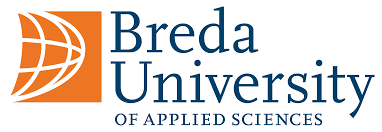 Breda
University
OF APPLIED SCIENCES